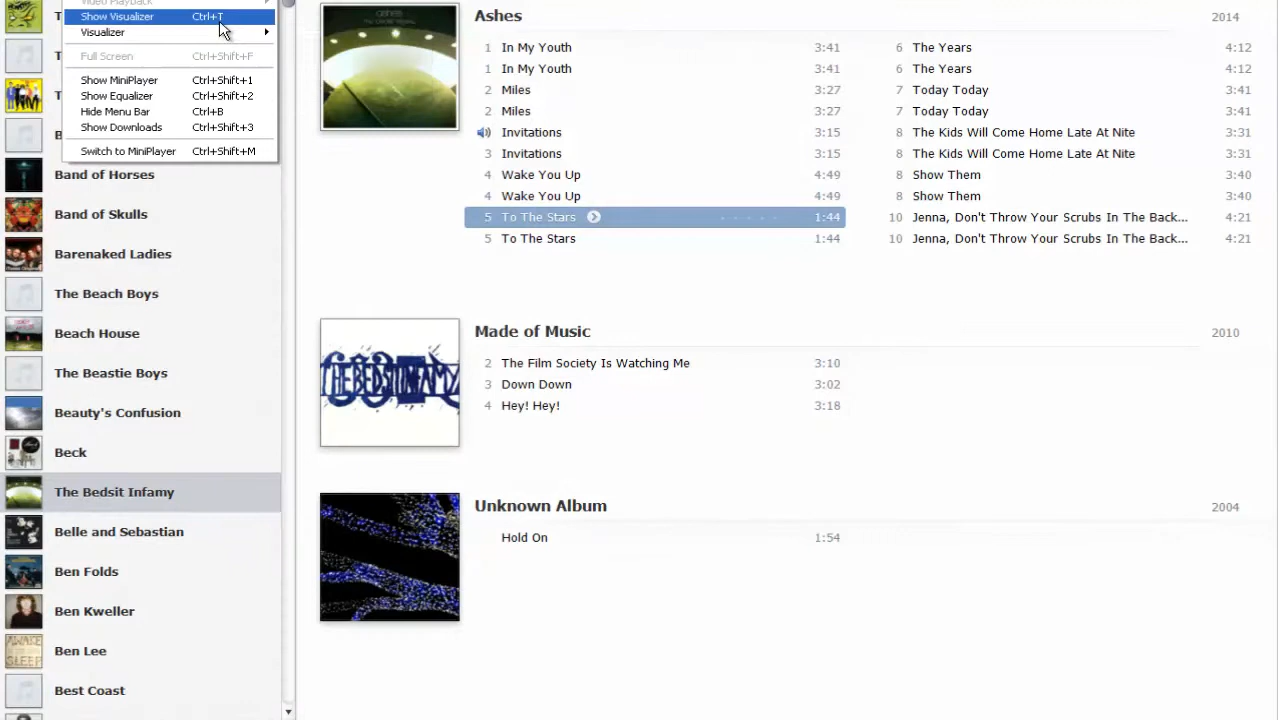 Video Playback
Show Visualizer Ctrl+T
Visualizer
Full Screen Ctrl+Shift+F
Show MiniPlayer Ctrl+Shift+1
Show Equalizer Ctrl+Shift+2
Hide Menu Bar Ctrl+B
Show Downloads Ctrl+Shift+3
Switch to MiniPlayer Ctrl+Shift+M
Band of Horses
Band of Skulls
Barenaked Ladies
The Beach Boys
Beach House
The Beastie Boys
Beauty's Confusion
Beck
The Bedsit Infamy
Belle and Sebastian
Ben Folds
Ben Kweller
Ben Lee
AWAKE
SLEEP
Best Coast
ashes
Ashes 2014
1 In My Youth 3:41
1 In My Youth 3:41
2 Miles 3:27
2 Miles 3:27
Invitations 3:15
3 Invitations 3:15
4 Wake You Up 4:49
4 Wake You Up 4:49
5 To The Stars 1:44
5 To The Stars 1:44
6 The Years 4:12
6 The Years 4:12
7 Today Today 3:41
7 Today Today 3:41
8 The Kids Will Come Home Late At Nite 3:31
8 The Kids Will Come Home Late At Nite 3:31
8 Show Them 3:40
8 Show Them 3:40
10 Jenna, Don't Throw Your Scrubs In The Back... 4:21
10 Jenna, Don't Throw Your Scrubs In The Back... 4:21
THEBEDSITINFAMY
Made of Music 2010
2 The Film Society Is Watching Me 3:10
3 Down Down 3:02
4 Hey! Hey! 3:18
Unknown Album 2004
Hold On 1:54